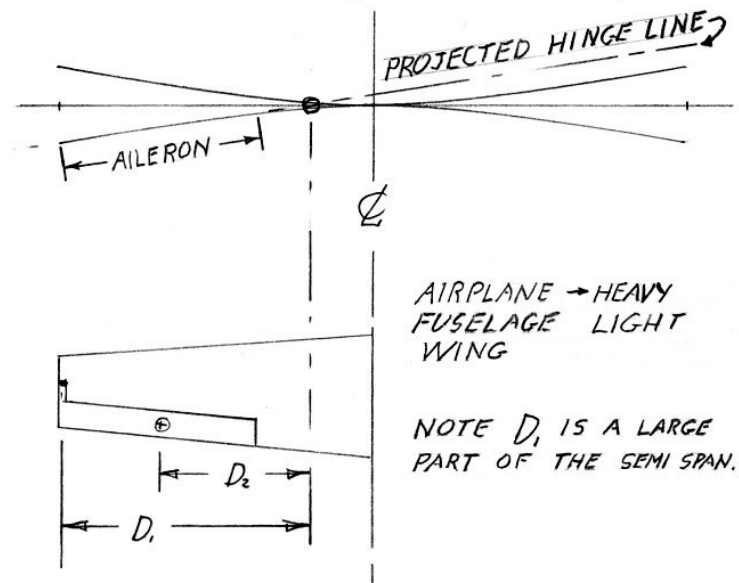 PROJECTED HINGE LINE
AILERON
℄
AIRPLANE → HEAVY
FUSELAGE LIGHT
WING
NOTE D₁ IS A LARGE
PART OF THE SEMI SPAN.
D₂
D₁